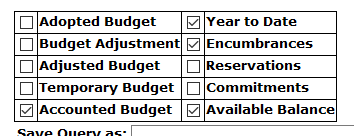 Adopted Budget Year to Date
Budget Adjustment Encumbrances
Adjusted Budget Reservations
Temporary Budget Commitments
Accounted Budget Available Balance
Save Query as: